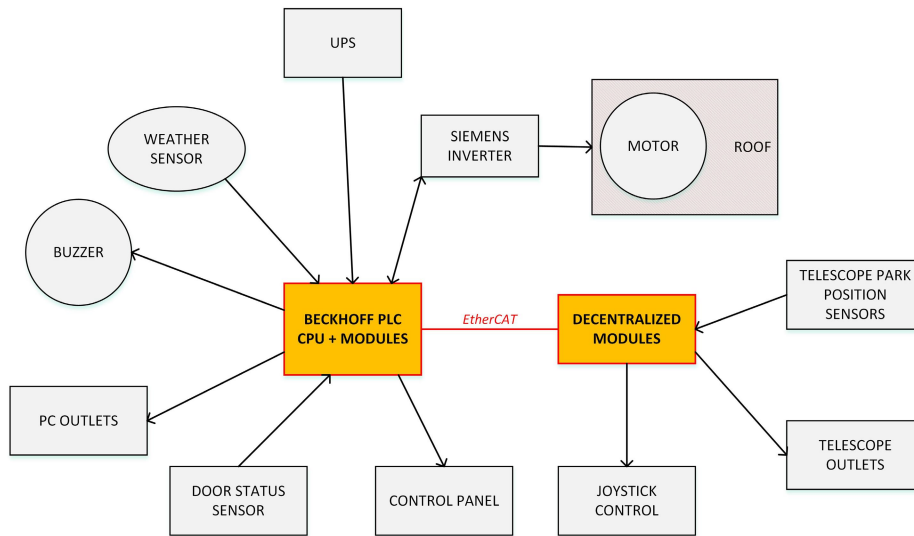 UPS
WEATHER
SENSOR
SIEMENS
INVERTER
MOTOR
ROOF
BUZZER
TELESCOPE PARK
POSITION
SENSORS
BECKHOFF PLC
CPU + MODULES
EtherCAT
DECENTRALIZED
MODULES
PC OUTLETS
TELESCOPE
OUTLETS
DOOR STATUS
SENSOR
CONTROL PANEL
JOYSTICK
CONTROL